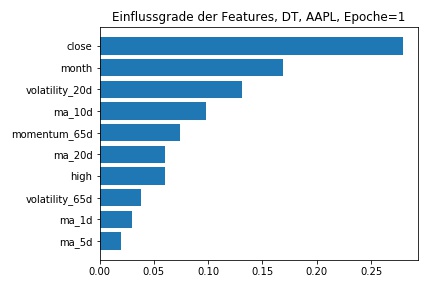 Einflussgrade der Features, DT, AAPL, Epoche=1
close
month
volatility_20d
ma_10d
momentum_65d
ma_20d
high
volatility_65d
ma_1d
ma_5d
0.00 0.05 0.10 0.15 0.20 0.25